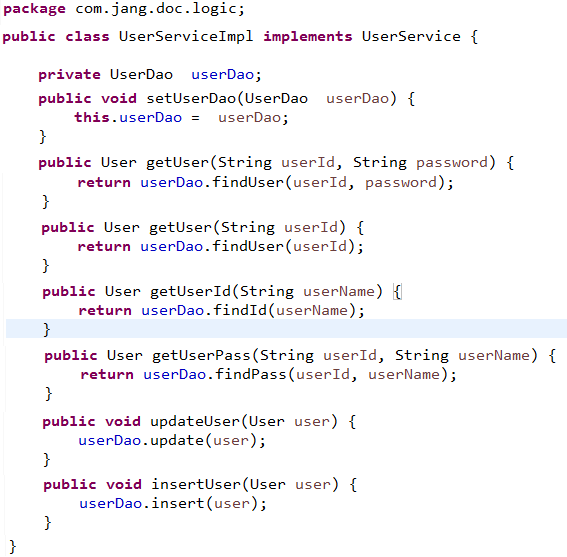 package com.jang.doc.logic;
public class UserServiceImpl implements UserService {
private UserDao userDao;
public void setUserDao(UserDao userDao) {
this.userDao = userDao;
}
public User getUser(String userId, String password) {
return userDao.findUser(userId, password);
}
public User getUser(String userId) {
return userDao.findUser(userId);
}
public User getUserId(String userName) {
return userDao.findId(userName);
}
public User getUserPass(String userId, String userName) {
return userDao.findPass(userId, userName);
}
public void updateUser(User user) {
userDao.update(user);
}
public void insertUser(User user) {
userDao.insert(user);
}
}